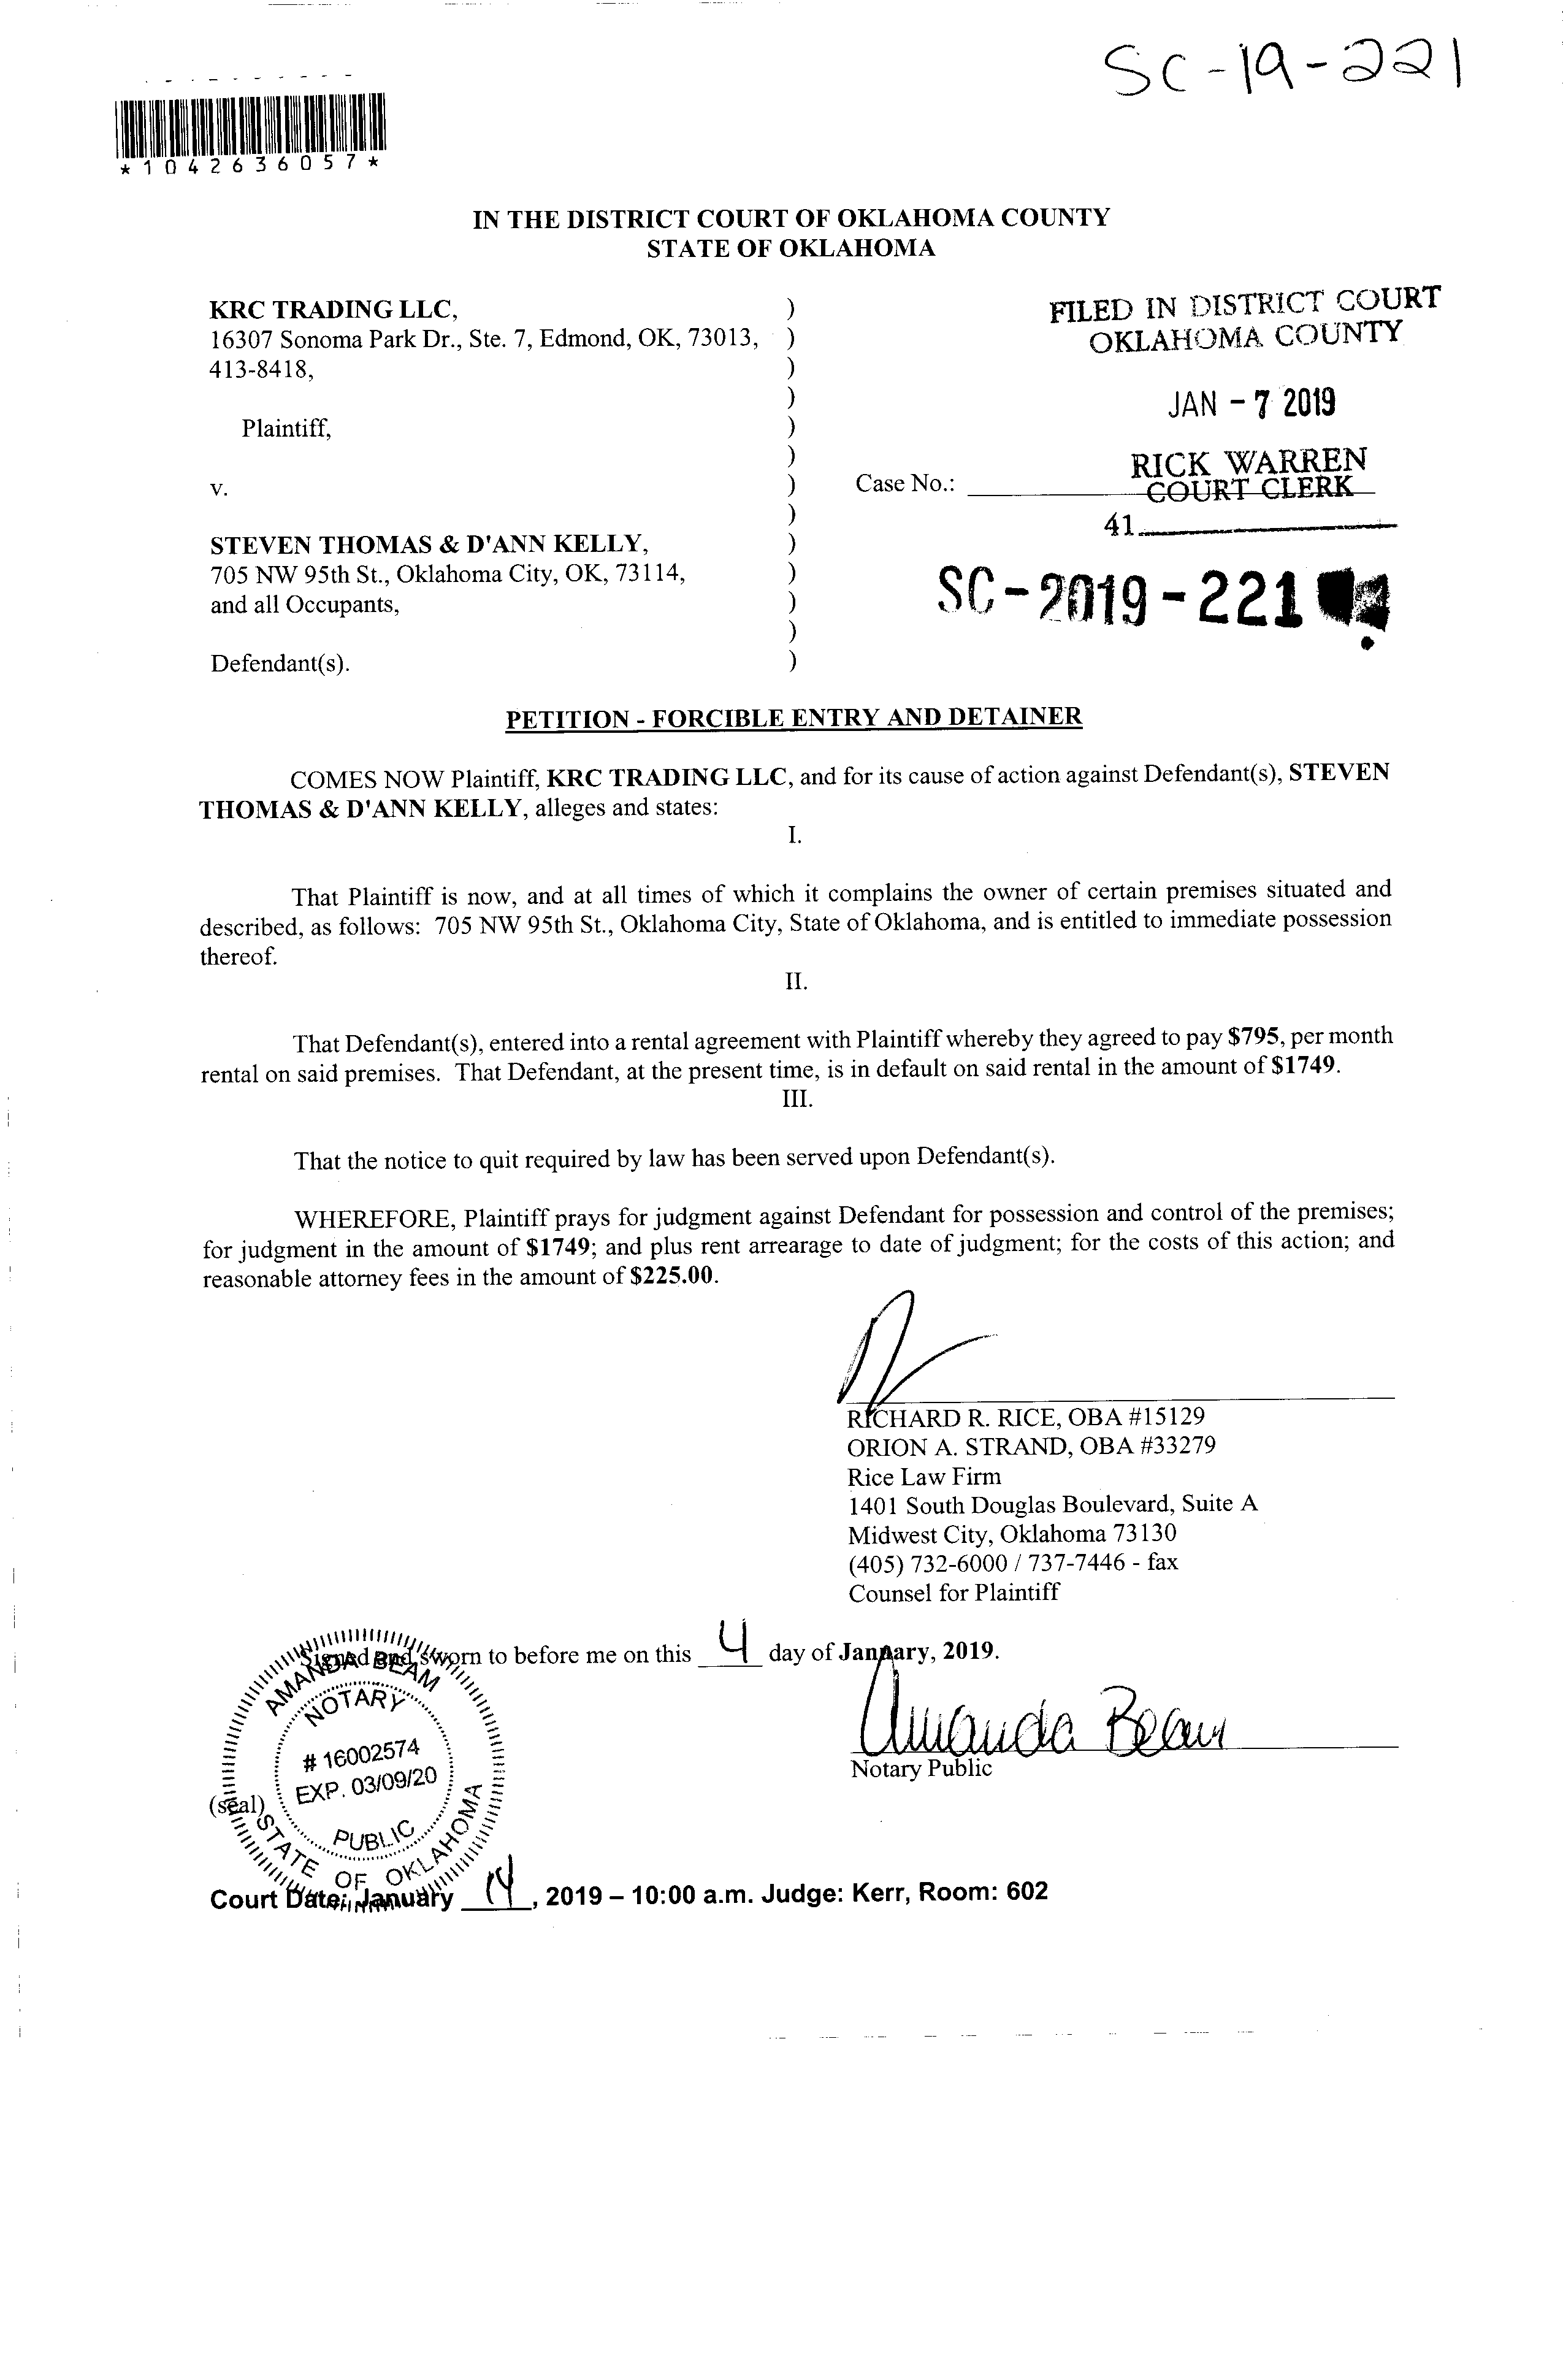 SC-19-221
*1042636057*
IN THE DISTRICT COURT OF OKLAHOMA COUNTY
STATE OF OKLAHOMA
KRC TRADING LLC, )
16307 Sonoma Park Dr., Ste. 7, Edmond, OK, 73013, )
413-8418, )
)
Plaintiff, )
)
v. )
)
STEVEN THOMAS & D'ANN KELLY, )
705 NW 95th St., Oklahoma City, OK, 73114, )
and all Occupants, )
)
Defendant(s). )
FILED IN DISTRICT COURT
OKLAHOMA COUNTY
JAN - 7 2019
RICK WARREN
COURT CLERK
Case No.:
41
SC-2019-221
PETITION - FORCIBLE ENTRY AND DETAINER
COMES NOW Plaintiff, KRC TRADING LLC, and for its cause of action against Defendant(s), STEVEN
THOMAS & D'ANN KELLY, alleges and states:
I.
That Plaintiff is now, and at all times of which it complains the owner of certain premises situated and
described, as follows: 705 NW 95th St., Oklahoma City, State of Oklahoma, and is entitled to immediate possession
thereof.
II.
That Defendant(s), entered into a rental agreement with Plaintiff whereby they agreed to pay $795, per month
rental on said premises. That Defendant, at the present time, is in default on said rental in the amount of $1749.
III.
That the notice to quit required by law has been served upon Defendant(s).
WHEREFORE, Plaintiff prays for judgment against Defendant for possession and control of the premises;
for judgment in the amount of $1749; and plus rent arrearage to date of judgment; for the costs of this action; and
reasonable attorney fees in the amount of $225.00.
RICHARD R. RICE, OBA #15129
ORION A. STRAND, OBA #33279
Rice Law Firm
1401 South Douglas Boulevard, Suite A
Midwest City, Oklahoma 73130
(405) 732-6000 / 737-7446 - fax
Counsel for Plaintiff
Signed and sworn to before me on this 4 day of January, 2019.
Amanda Beam
Notary Public
AMANDA BEAM
NOTARY
# 16002574
EXP. 03/09/20
PUBLIC
STATE OF OKLAHOMA
(seal)
Court Date: January 14, 2019 – 10:00 a.m. Judge: Kerr, Room: 602